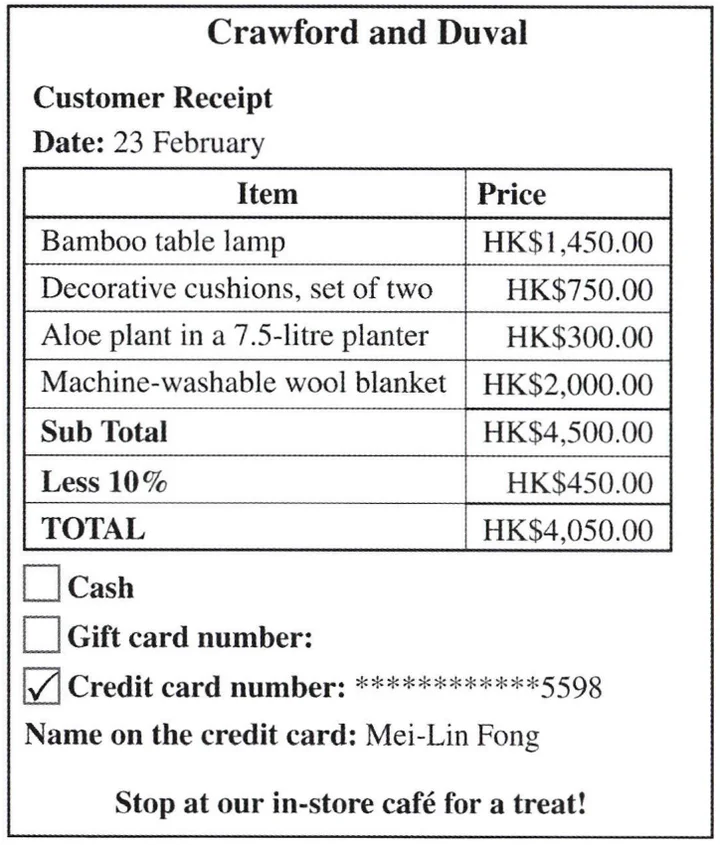 Crawford and Duval
Customer Receipt
Date: 23 February
Item Price
Bamboo table lamp HK$1,450.00
Decorative cushions, set of two HK$750.00
Aloe plant in a 7.5-litre planter HK$300.00
Machine-washable wool blanket HK$2,000.00
Sub Total HK$4,500.00
Less 10% HK$450.00
TOTAL HK$4,050.00
Cash
Gift card number:
Credit card number: ************5598
Name on the credit card: Mei-Lin Fong
Stop at our in-store café for a treat!